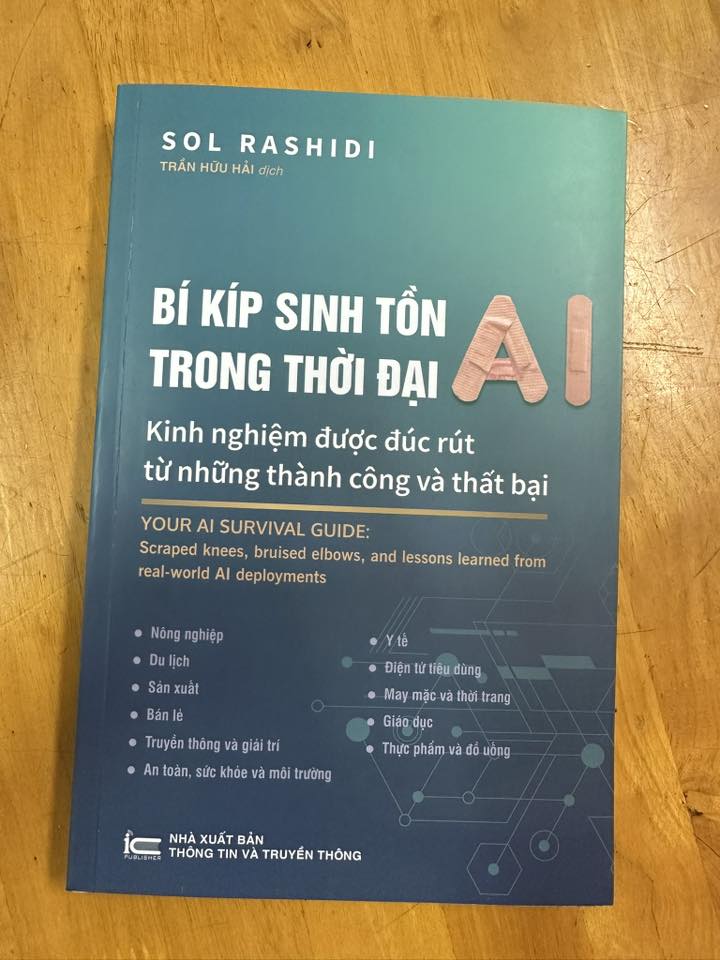 SOL RASHIDI
TRẦN HỮU HẢI dịch
BÍ KÍP SINH TỒN
TRONG THỜI ĐẠI AI
Kinh nghiệm được đúc rút
từ những thành công và thất bại
YOUR AI SURVIVAL GUIDE:
Scraped knees, bruised elbows, and lessons learned from
real-world AI deployments
• Nông nghiệp
• Du lịch
• Sản xuất
• Bán lẻ
• Truyền thông và giải trí
• An toàn, sức khỏe và môi trường
• Y tế
• Điện tử tiêu dùng
• May mặc và thời trang
• Giáo dục
• Thực phẩm và đồ uống
ic
PUBLISHER
NHÀ XUẤT BẢN
THÔNG TIN VÀ TRUYỀN THÔNG